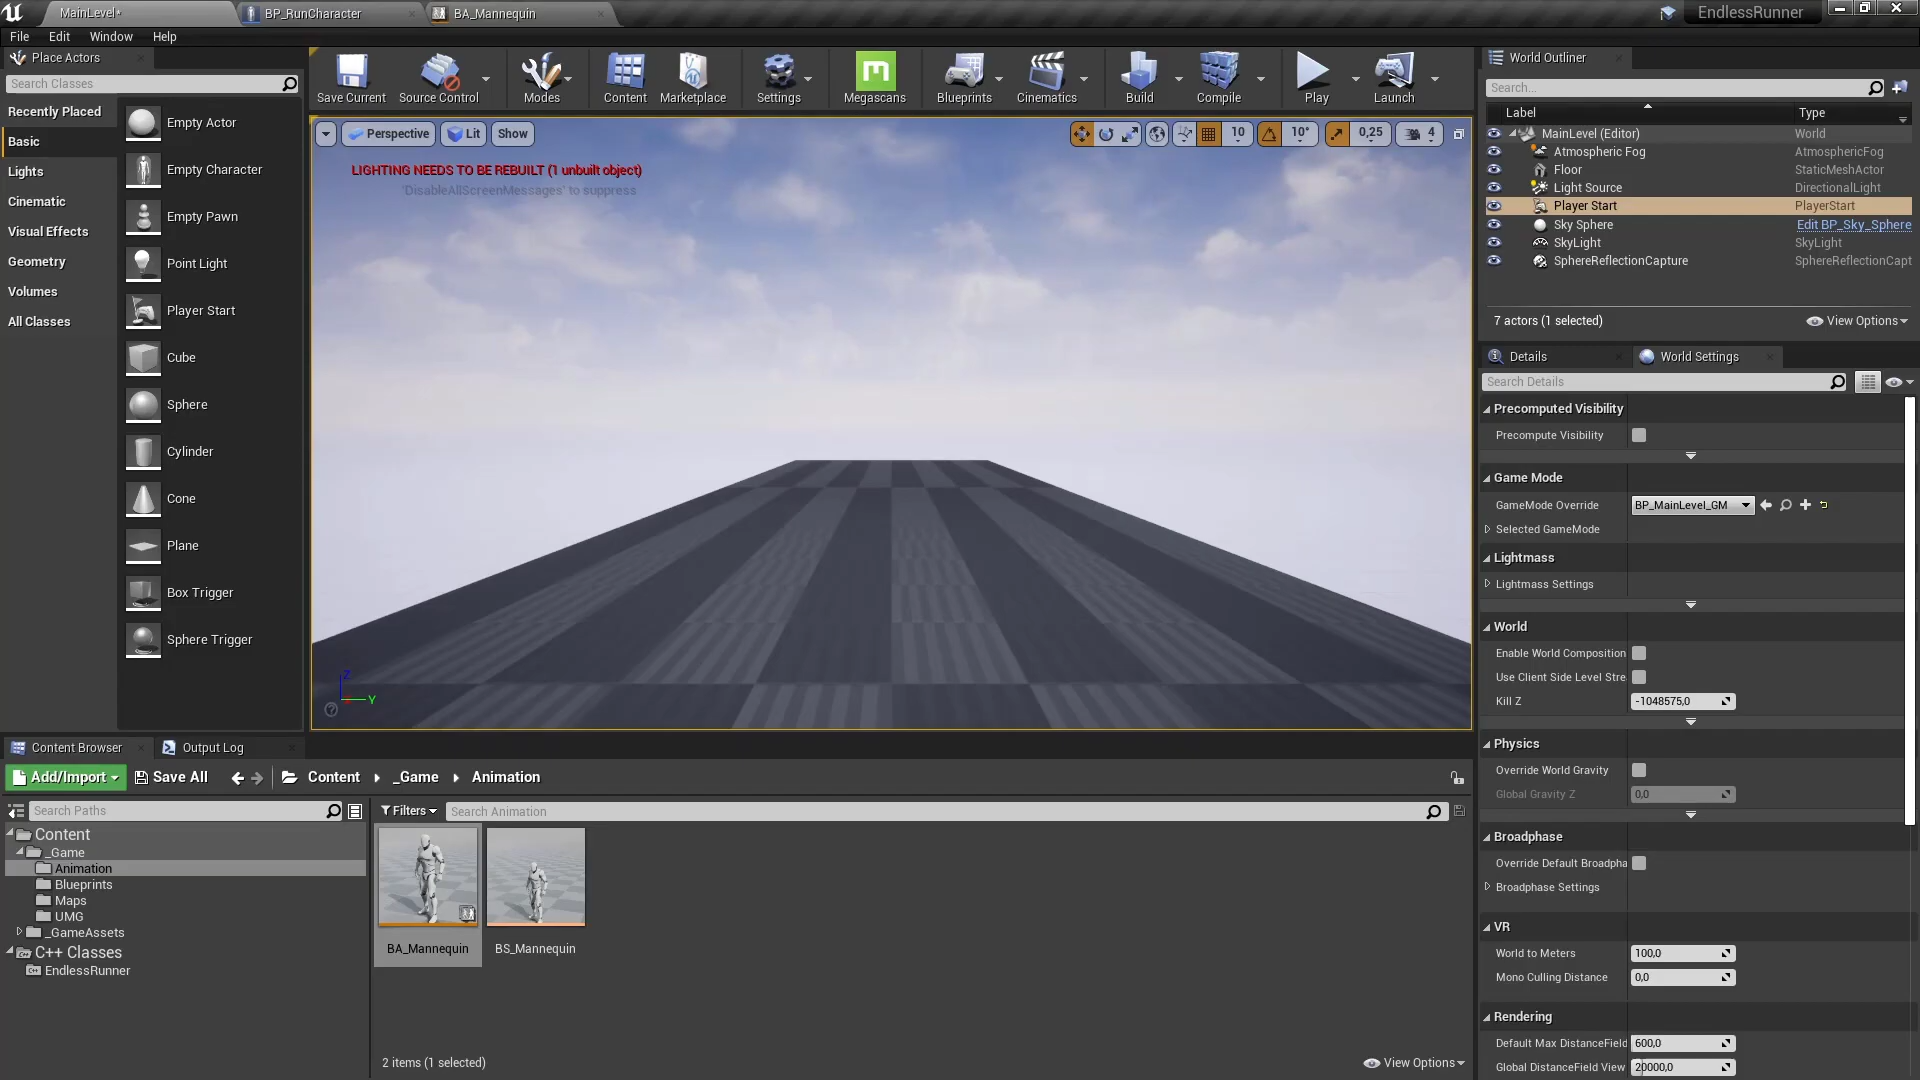 MainLevel*
BP_RunCharacter
BA_Mannequin
EndlessRunner
File Edit Window Help
Place Actors
Search Classes
Recently Placed
Basic
Lights
Cinematic
Visual Effects
Geometry
Volumes
All Classes
Empty Actor
Empty Character
Empty Pawn
Point Light
Player Start
Cube
Sphere
Cylinder
Cone
Plane
Box Trigger
Sphere Trigger
Save Current
Source Control
Modes
Content
Marketplace
Settings
Megascans
Blueprints
Cinematics
Build
Compile
Play
Launch
Perspective Lit Show
10 10° 0,25 4
LIGHTING NEEDS TO BE REBUILT (1 unbuilt object)
'DisableAllScreenMessages' to suppress
Z
Y
World Outliner
Search...
Label Type
MainLevel (Editor) World
Atmospheric Fog AtmosphericFog
Floor StaticMeshActor
Light Source DirectionalLight
Player Start PlayerStart
Sky Sphere Edit BP_Sky_Sphere
SkyLight SkyLight
SphereReflectionCapture SphereReflectionCapt
7 actors (1 selected) View Options
Details World Settings
Search Details
Precomputed Visibility
Precompute Visibility
Game Mode
GameMode Override BP_MainLevel_GM
Selected GameMode
Lightmass
Lightmass Settings
World
Enable World Composition
Use Client Side Level Stre
Kill Z -1048575,0
Physics
Override World Gravity
Global Gravity Z 0,0
Broadphase
Override Default Broadpha
Broadphase Settings
VR
World to Meters 100,0
Mono Culling Distance 0,0
Rendering
Default Max DistanceField 600,0
Global DistanceField View 20000,0
Content Browser Output Log
Add/Import Save All Content _Game Animation
Search Paths
Filters Search Animation
Content
_Game
Animation
Blueprints
Maps
UMG
_GameAssets
C++ Classes
EndlessRunner
BA_Mannequin
BS_Mannequin
2 items (1 selected) View Options